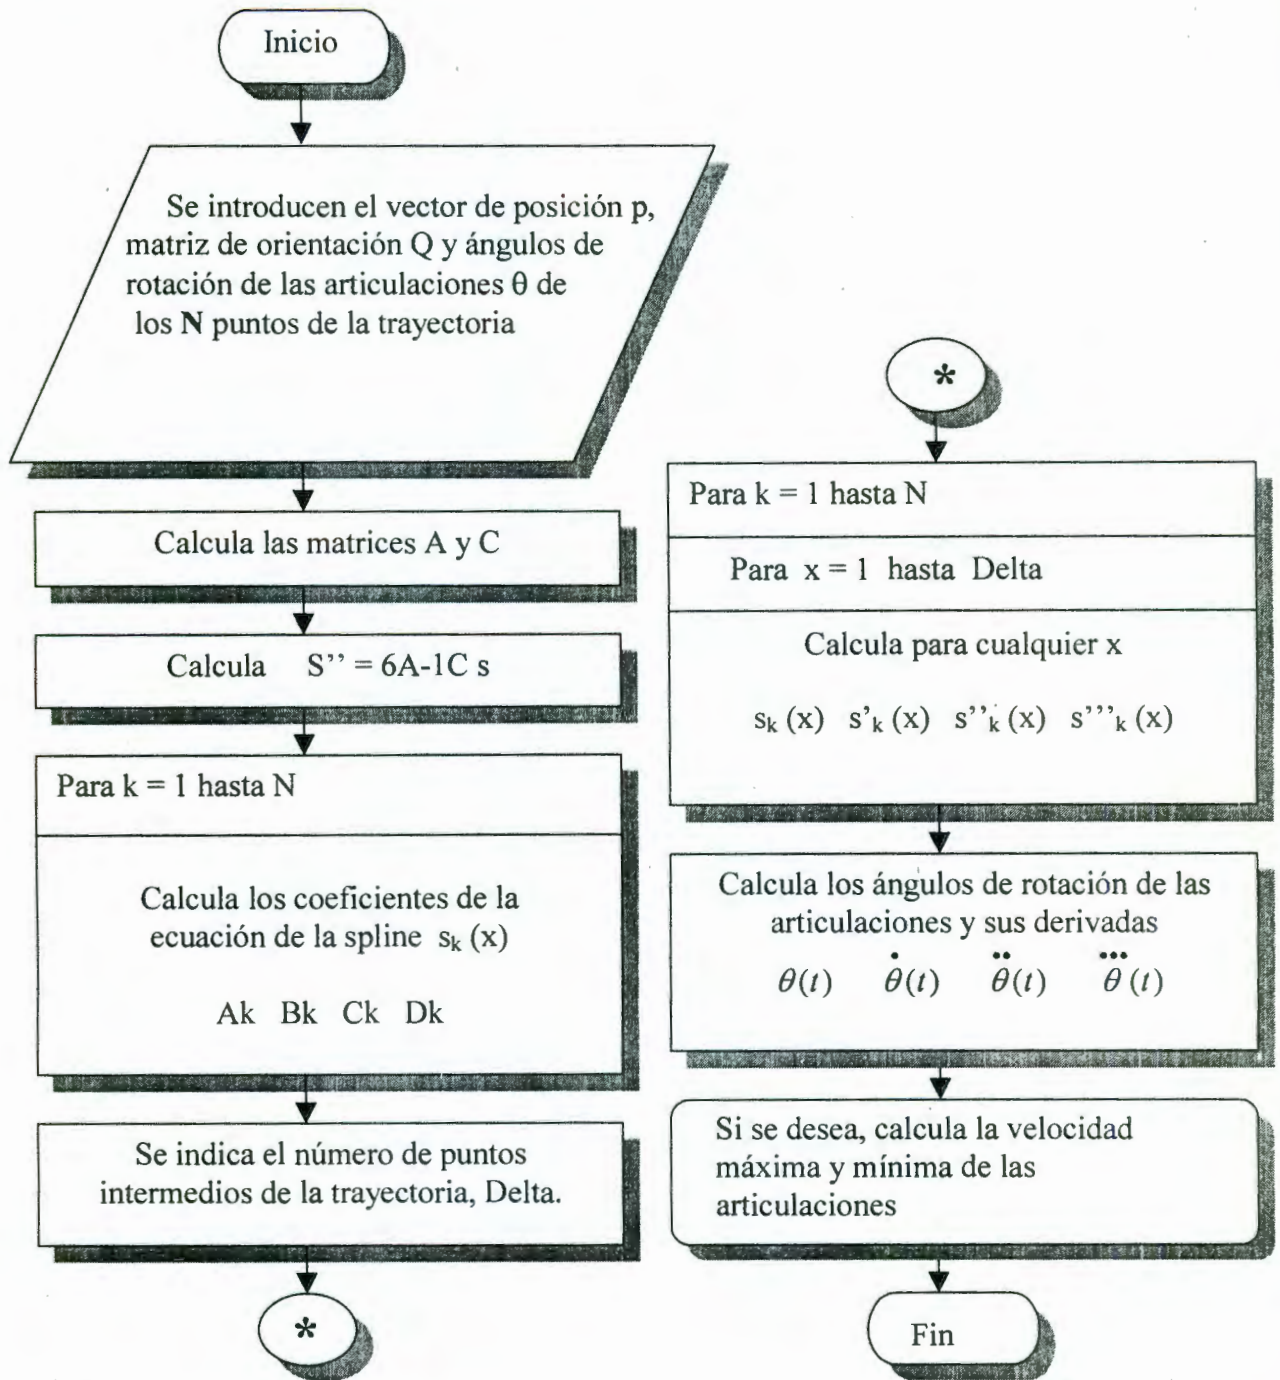 Inicio
Se introducen el vector de posición p,
matriz de orientación Q y ángulos de
rotación de las articulaciones θ de
los N puntos de la trayectoria
Calcula las matrices A y C
Calcula S’’ = 6A-1C s
Para k = 1 hasta N
Calcula los coeficientes de la
ecuación de la spline sₖ (x)
Ak Bk Ck Dk
Se indica el número de puntos
intermedios de la trayectoria, Delta.
*
*
Para k = 1 hasta N
Para x = 1 hasta Delta
Calcula para cualquier x
sₖ (x) s’ₖ (x) s’’ₖ (x) s’’’ₖ (x)
Calcula los ángulos de rotación de las
articulaciones y sus derivadas
θ(t) θ̇(t) θ̈(t) θ⃛(t)
Si se desea, calcula la velocidad
máxima y mínima de las
articulaciones
Fin